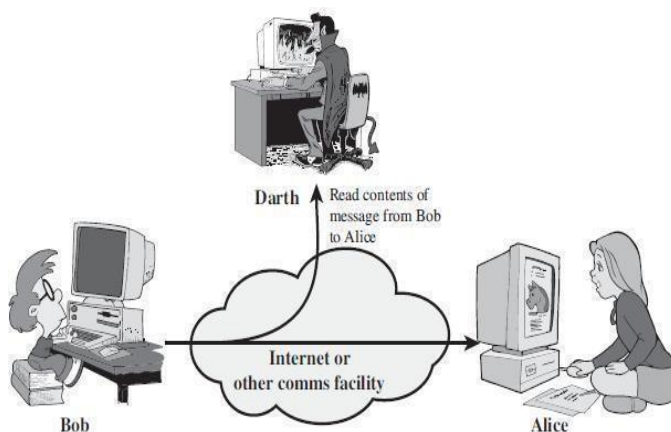 Darth
Read contents of
message from Bob
to Alice
Internet or
other comms facility
Bob
Alice